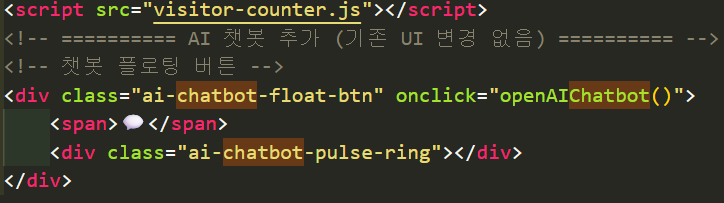 <script src="visitor-counter.js"></script>
<!-- ========== AI 챗봇 추가 (기존 UI 변경 없음) ========== -->
<!-- 챗봇 플로팅 버튼 -->
<div class="ai-chatbot-float-btn" onclick="openAIChatbot()">
    <span>💬</span>
    <div class="ai-chatbot-pulse-ring"></div>
</div>